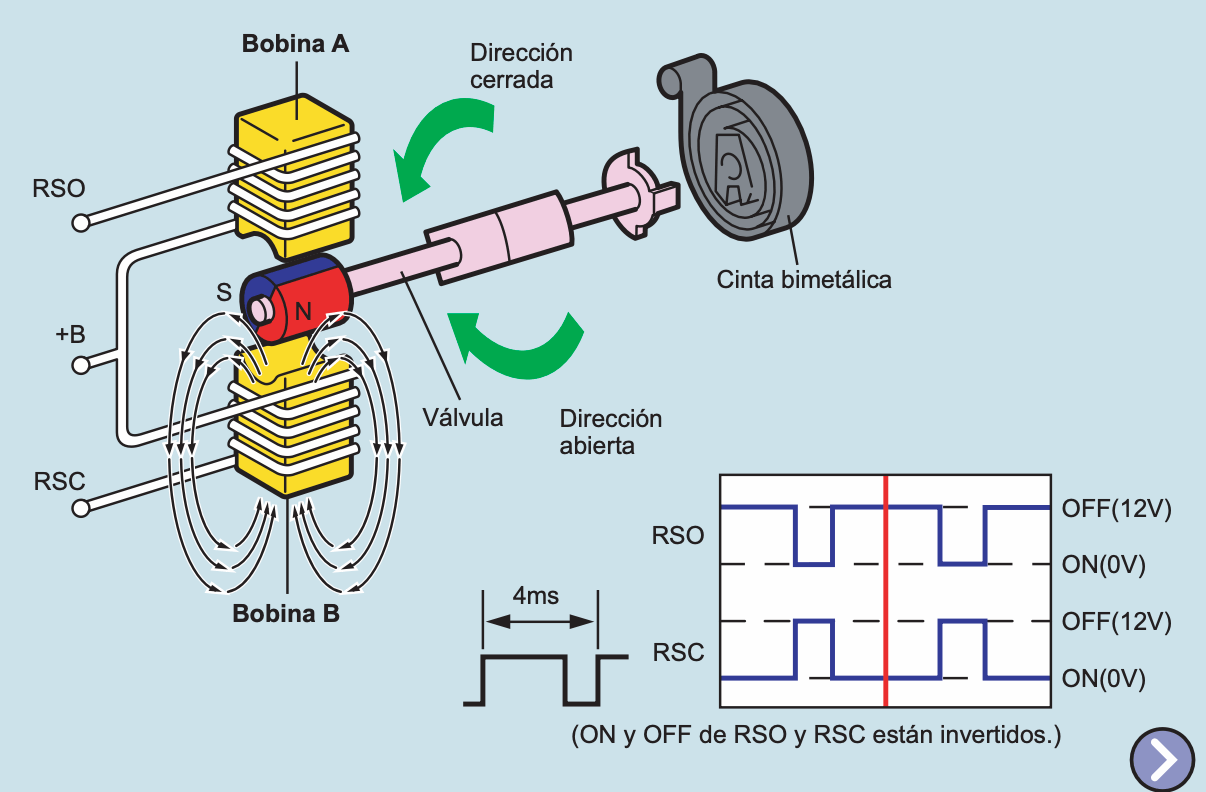 Bobina A
Dirección
cerrada
RSO
Cinta bimetálica
S
N
+B
Válvula
Dirección
abierta
RSC
OFF(12V)
RSO
ON(0V)
4ms
OFF(12V)
Bobina B
RSC
ON(0V)
(ON y OFF de RSO y RSC están invertidos.)